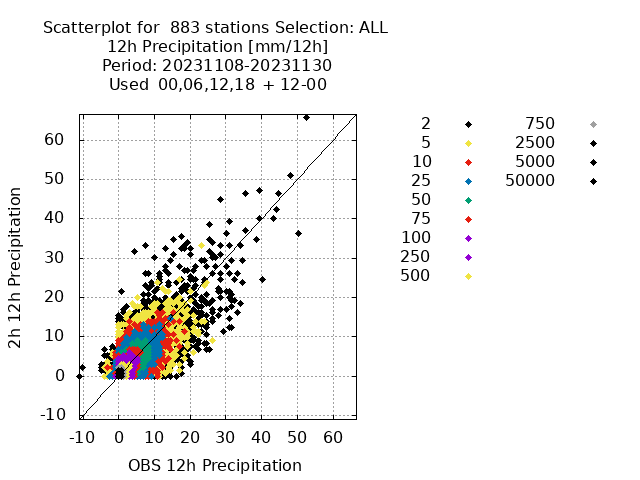 Scatterplot for 883 stations Selection: ALL
12h Precipitation [mm/12h]
Period: 20231108-20231130
Used 00,06,12,18 + 12-00
2h 12h Precipitation
60
50
40
30
20
10
0
-10
-10 0 10 20 30 40 50 60
OBS 12h Precipitation
2 750
5 2500
10 5000
25 50000
50
75
100
250
500